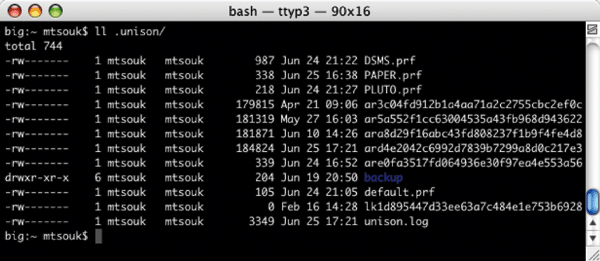 bash — ttyp3 — 90x16
big:~ mtsouk$ ll .unison/
total 744
-rw------- 1 mtsouk mtsouk 987 Jun 24 21:22 DSMS.prf
-rw------- 1 mtsouk mtsouk 338 Jun 25 16:38 PAPER.prf
-rw------- 1 mtsouk mtsouk 218 Jun 24 21:27 PLUTO.prf
-rw------- 1 mtsouk mtsouk 179815 Apr 21 09:06 ar3c04fd912b1a4aa71a2c2755cbc2ef0c
-rw------- 1 mtsouk mtsouk 181319 May 27 16:03 ar5a552f1cc63004535a43fb968d943622
-rw------- 1 mtsouk mtsouk 181871 Jun 10 14:26 ara8d29f16abc43fd808237f1b9f4fe4d8
-rw------- 1 mtsouk mtsouk 184824 Jun 25 17:21 ard4e2042c6992d7839b7299a8d0c217e3
-rw------- 1 mtsouk mtsouk 339 Jun 24 16:52 are0fa3517fd064936e30f97ea4e553a56
drwxr-xr-x 6 mtsouk mtsouk 204 Jun 19 20:50 backup
-rw------- 1 mtsouk mtsouk 105 Jun 24 21:05 default.prf
-rw------- 1 mtsouk mtsouk 0 Feb 16 14:28 lk1d895447d33ee63a7c484e1e753b6928
-rw------- 1 mtsouk mtsouk 3349 Jun 25 17:21 unison.log
big:~ mtsouk$